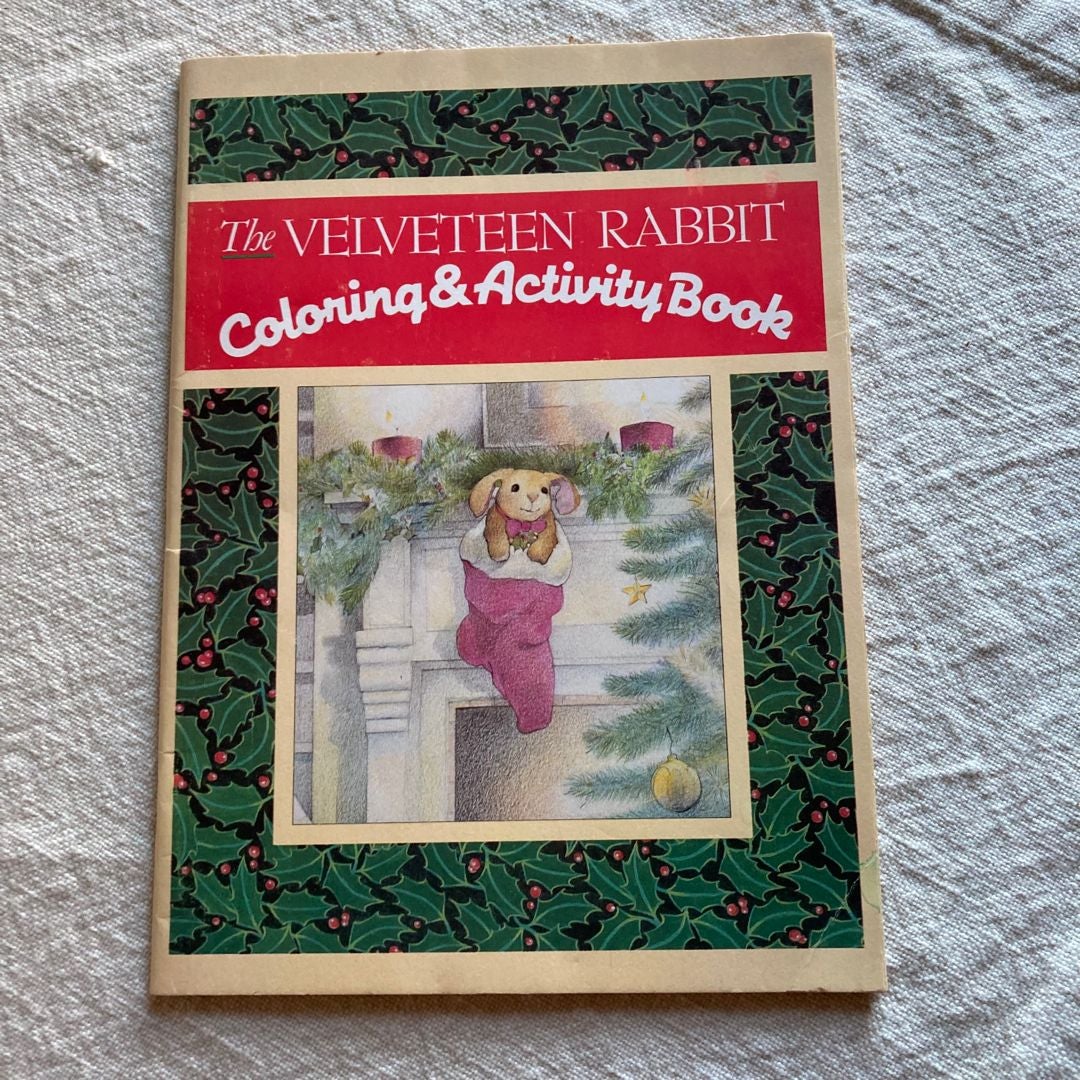 The VELVETEEN RABBIT
Coloring & Activity Book